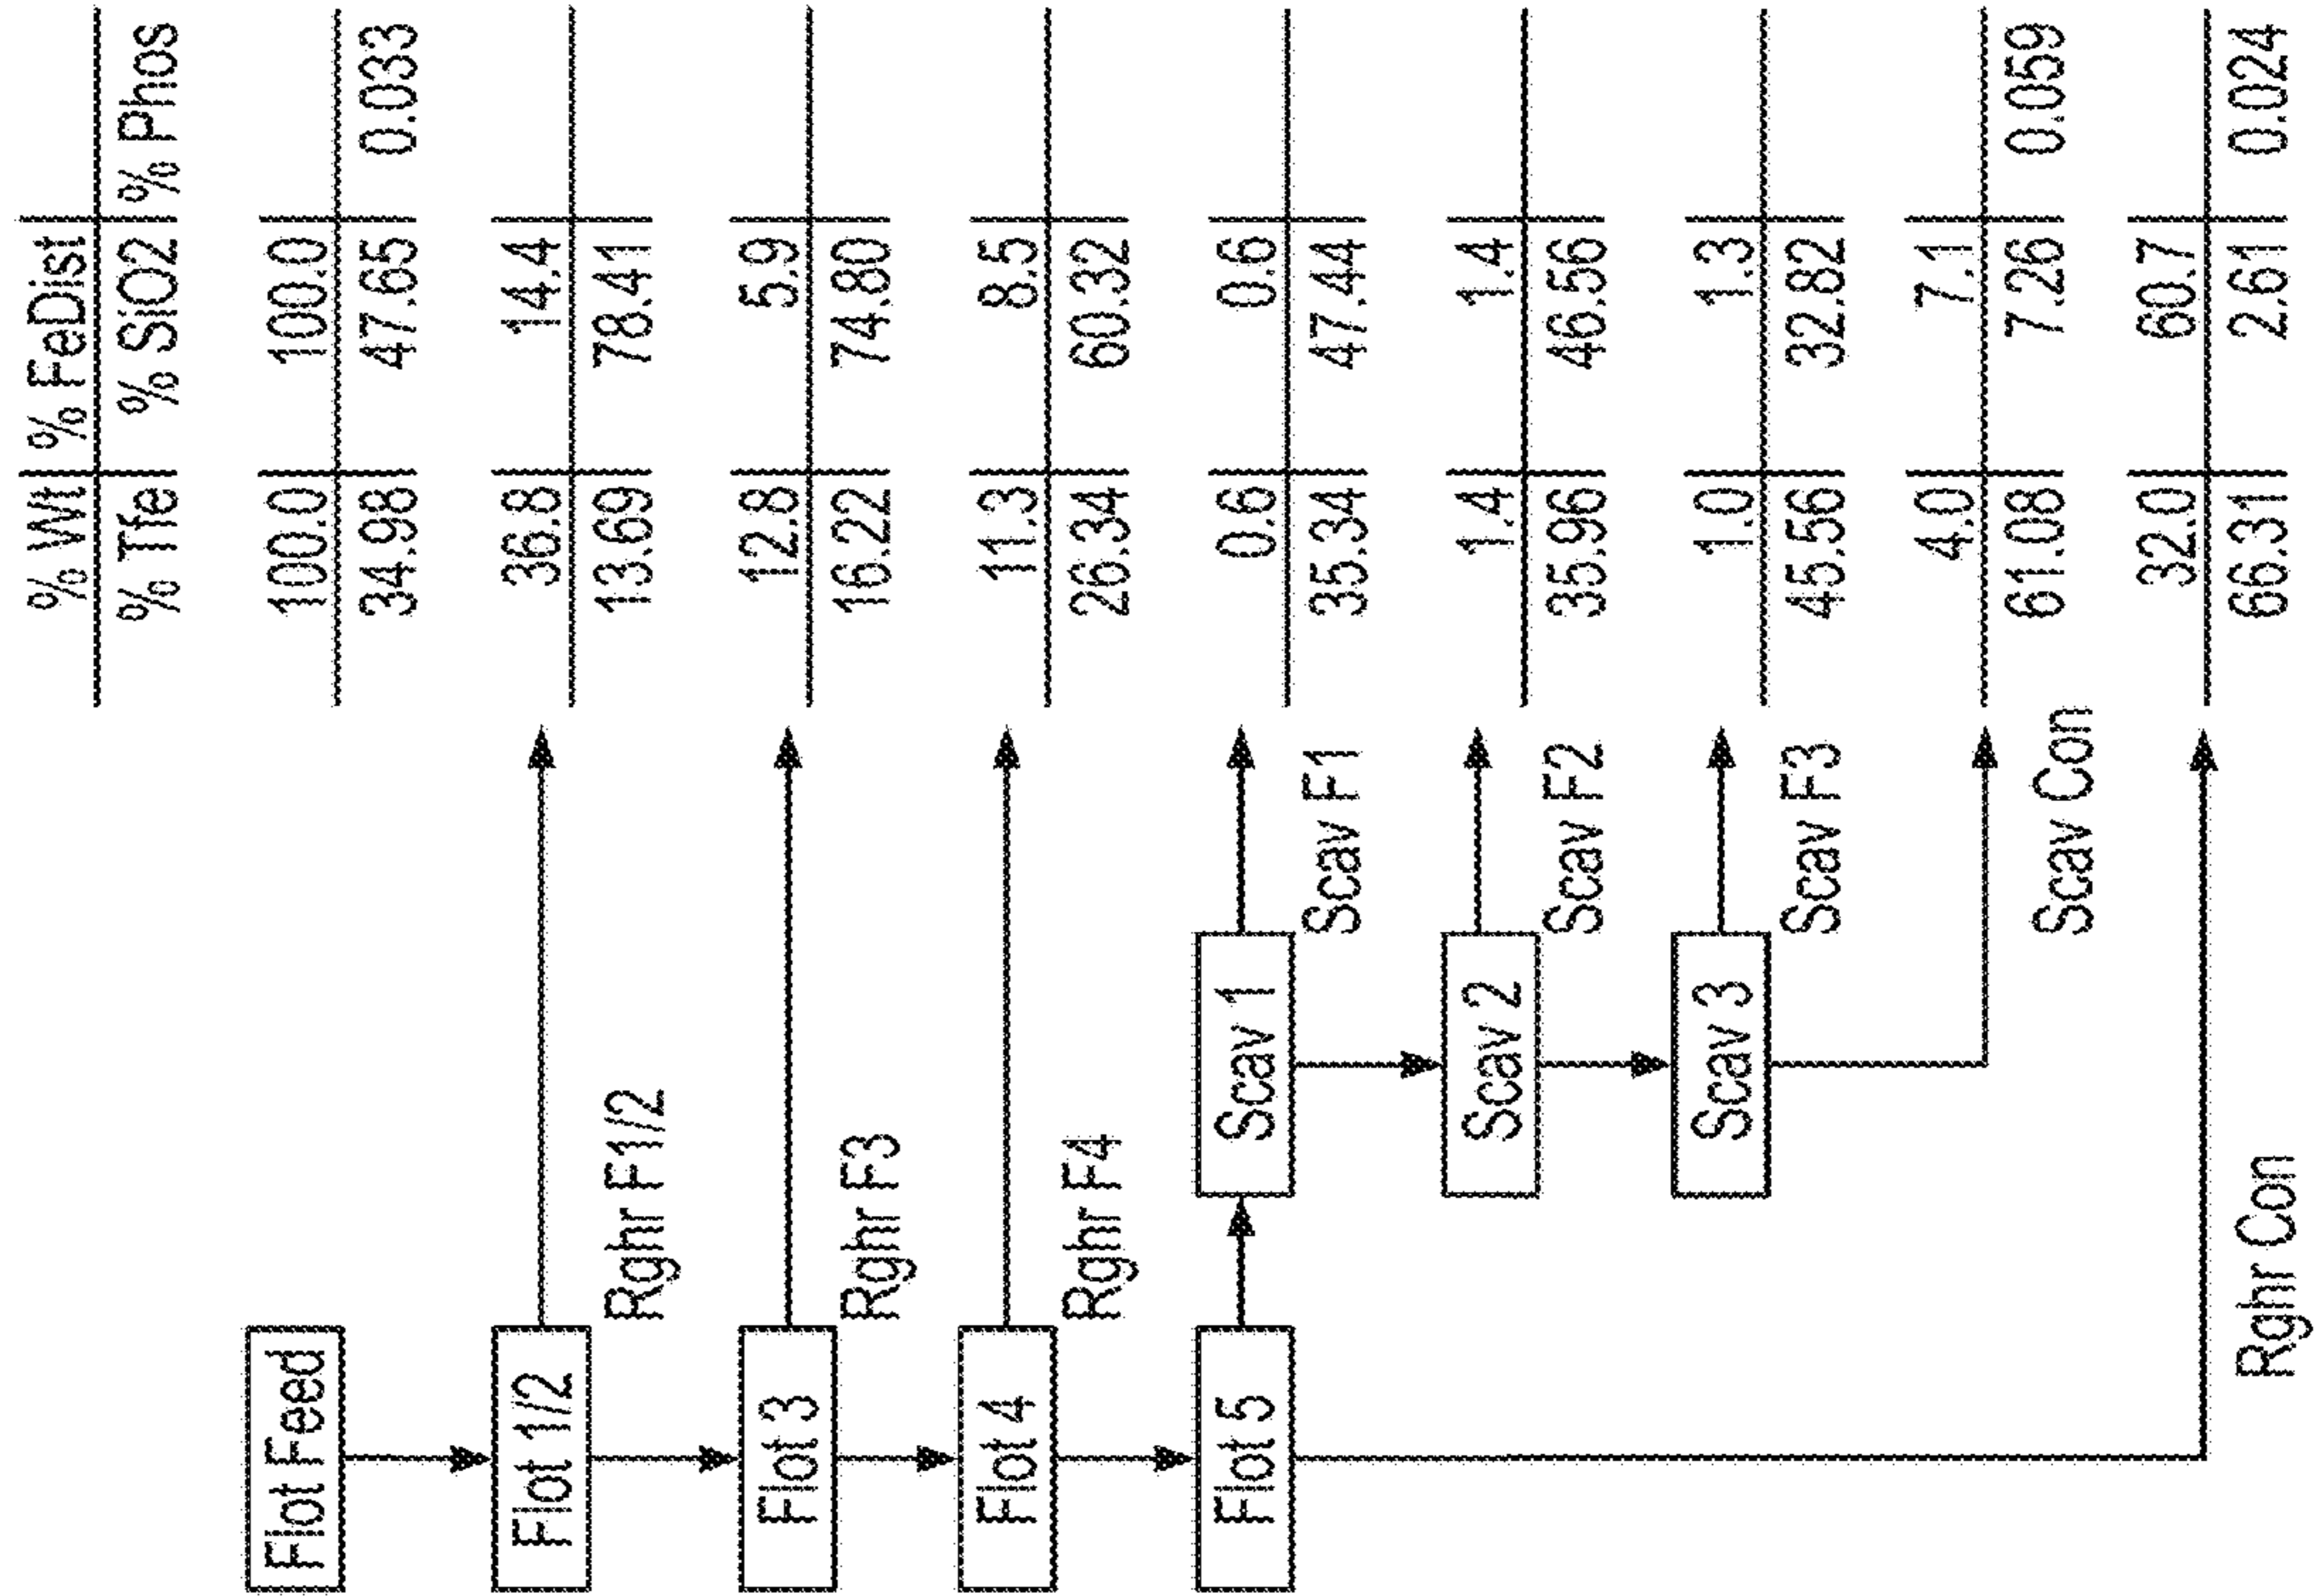 % Wt % FeDist
% Tfe % SiO2 % Phos
Flot Feed
100.0 100.0
34.98 47.65 0.033
Flot 1/2
Rghr F1/2
36.8 14.4
13.69 78.41
Flot 3
Rghr F3
12.8 5.9
16.22 74.80
Flot 4
Rghr F4
11.3 8.5
26.34 60.32
Flot 5
Scav 1
Scav F1
0.6 0.6
35.34 47.44
Scav 2
Scav F2
1.4 1.4
35.96 46.56
Scav 3
Scav F3
1.0 1.3
45.56 32.82
Scav Con
4.0 7.1
61.08 7.26 0.059
Rghr Con
32.0 60.7
66.31 2.61 0.024